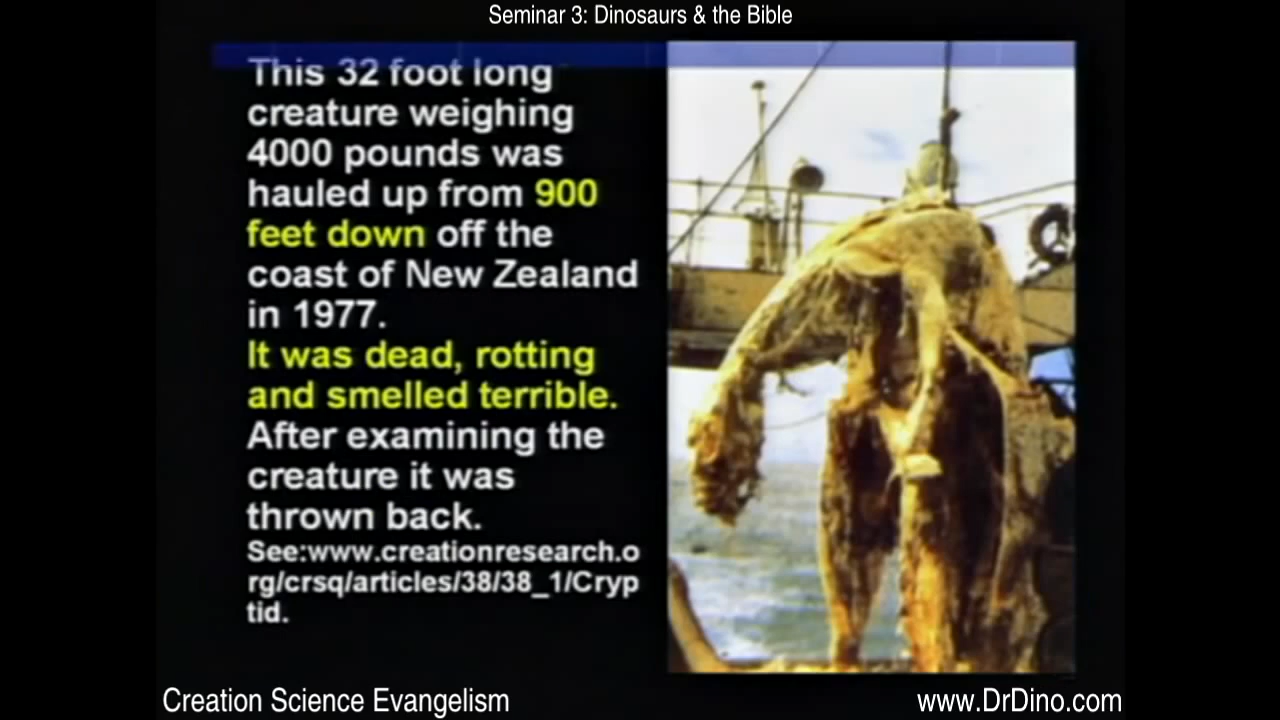 Seminar 3: Dinosaurs & the Bible
This 32 foot long
creature weighing
4000 pounds was
hauled up from 900
feet down off the
coast of New Zealand
in 1977.
It was dead, rotting
and smelled terrible.
After examining the
creature it was
thrown back.
See:www.creationresearch.o
rg/crsq/articles/38/38_1/Cryp
tid.
Creation Science Evangelism
www.DrDino.com